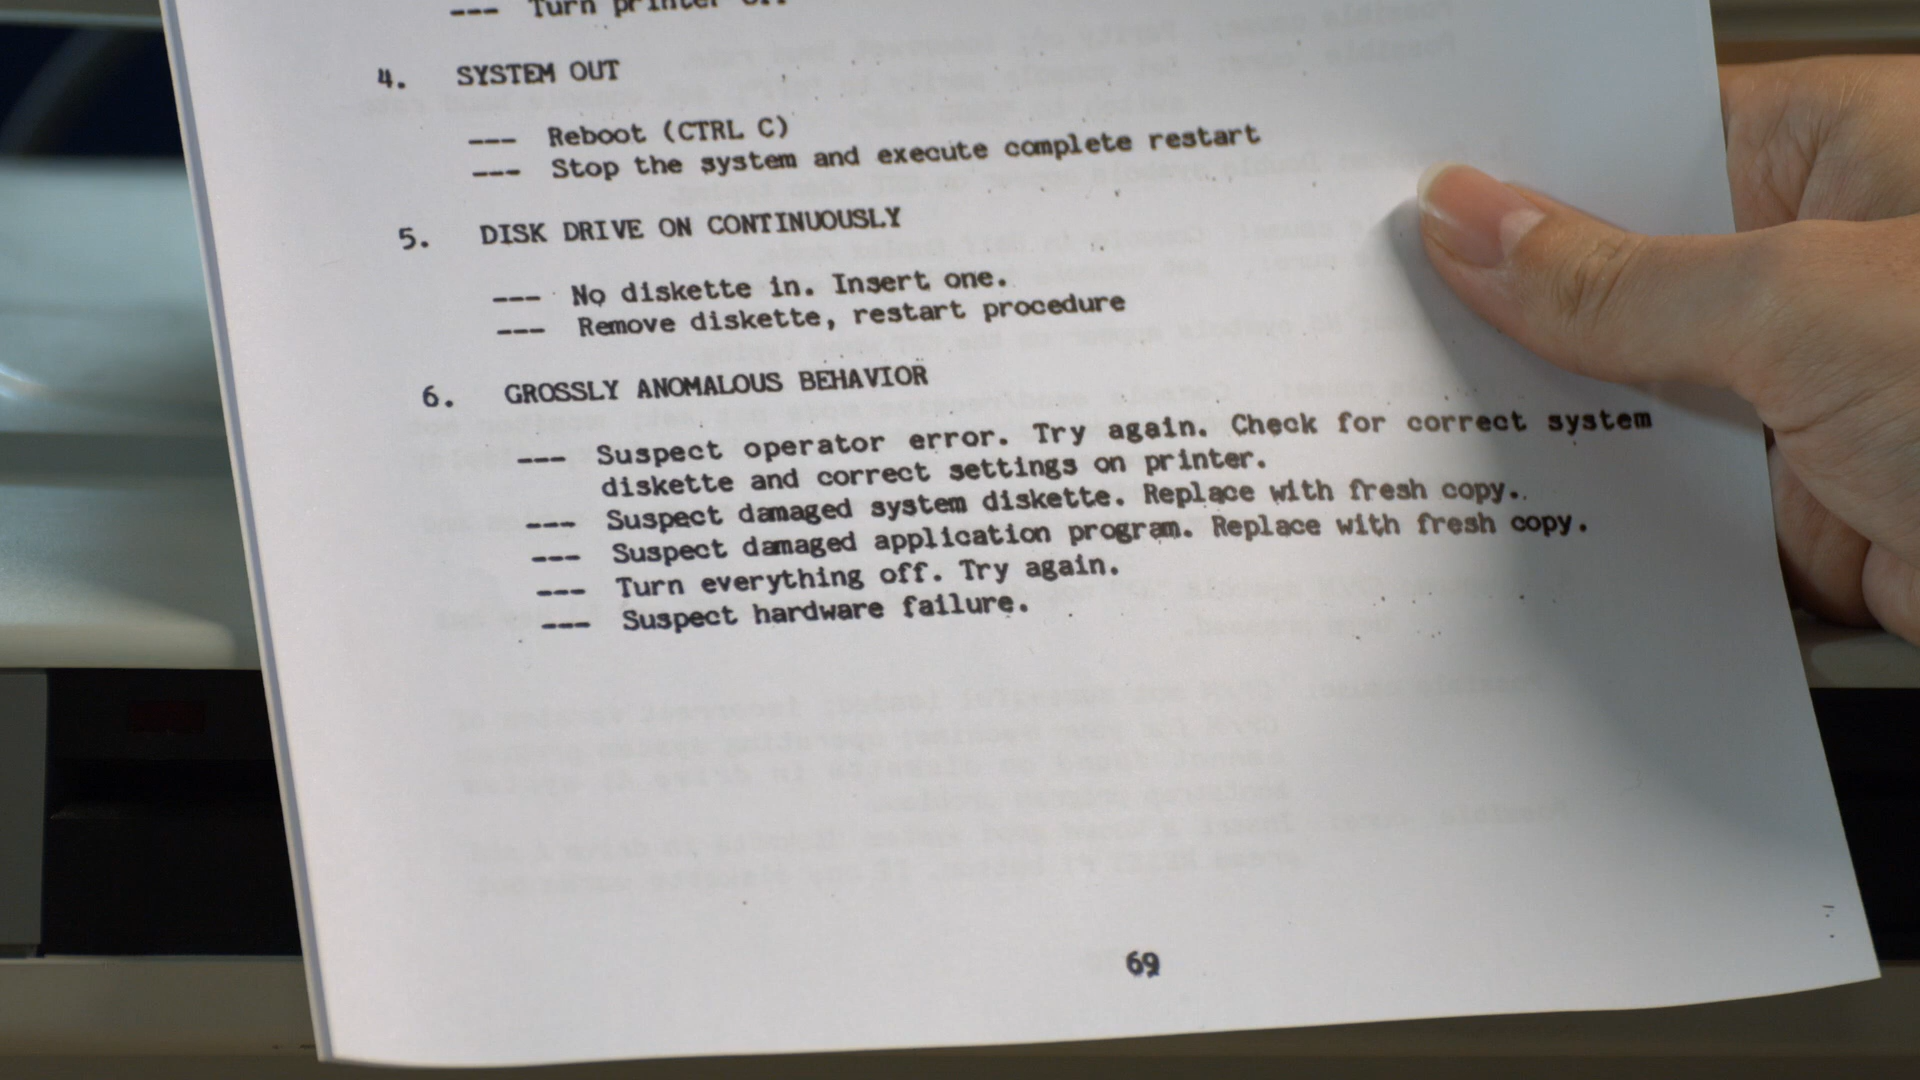 --- Turn printer off
4. SYSTEM OUT
--- Reboot (CTRL C)
--- Stop the system and execute complete restart
5. DISK DRIVE ON CONTINUOUSLY
--- No diskette in. Insert one.
--- Remove diskette, restart procedure
6. GROSSLY ANOMALOUS BEHAVIOR
--- Suspect operator error. Try again. Check for correct system
diskette and correct settings on printer.
--- Suspect damaged system diskette. Replace with fresh copy.
--- Suspect damaged application program. Replace with fresh copy.
--- Turn everything off. Try again.
--- Suspect hardware failure.
69